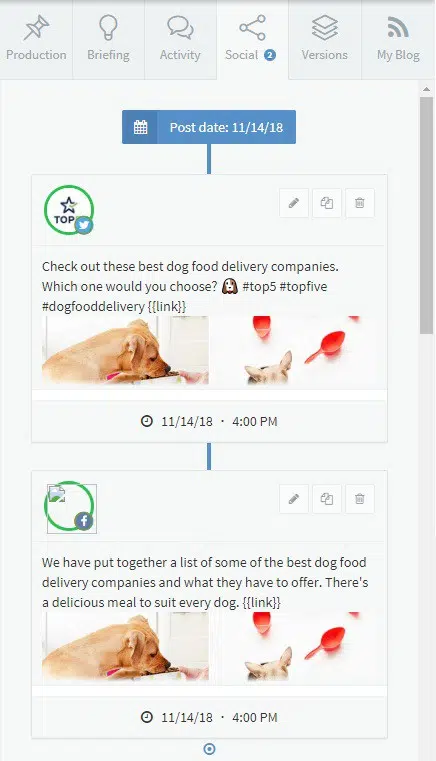 Production
Briefing
Activity
Social 2
Versions
My Blog
Post date: 11/14/18
TOP
Check out these best dog food delivery companies.
Which one would you choose? 🐶 #top5 #topfive
#dogfooddelivery {{link}}
11/14/18 · 4:00 PM
We have put together a list of some of the best dog food
delivery companies and what they have to offer. There's
a delicious meal to suit every dog. {{link}}
11/14/18 · 4:00 PM